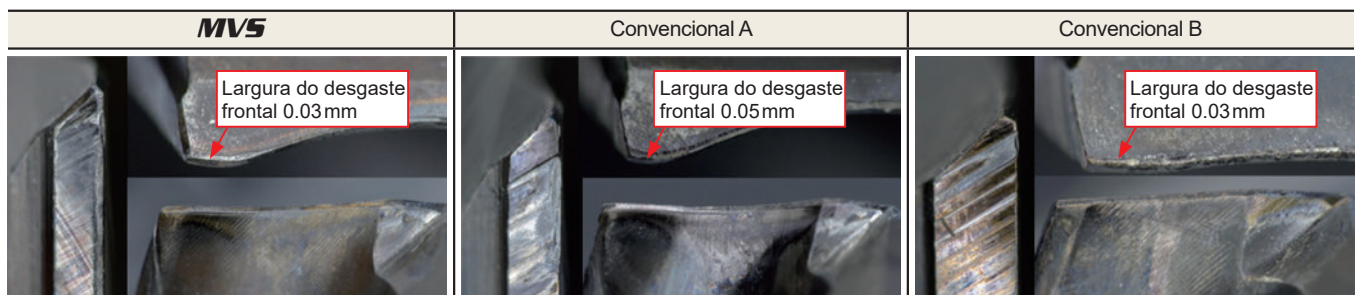 MVS
Convencional A
Convencional B
Largura do desgaste
frontal 0.03 mm
Largura do desgaste
frontal 0.05 mm
Largura do desgaste
frontal 0.03 mm